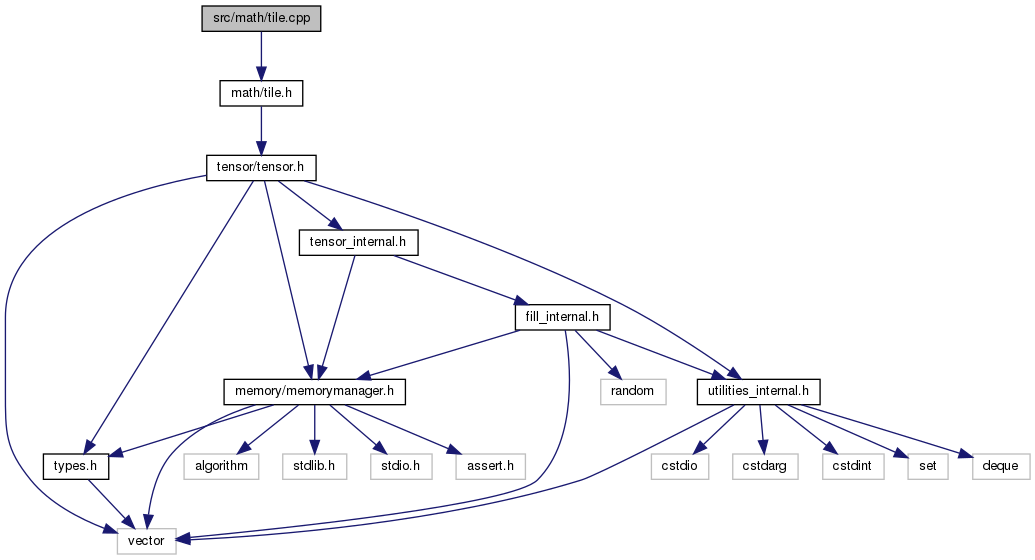 src/math/tile.cpp
math/tile.h
tensor/tensor.h
tensor_internal.h
fill_internal.h
memory/memorymanager.h
random
utilities_internal.h
types.h
algorithm
stdlib.h
stdio.h
assert.h
cstdio
cstdarg
cstdint
set
deque
vector